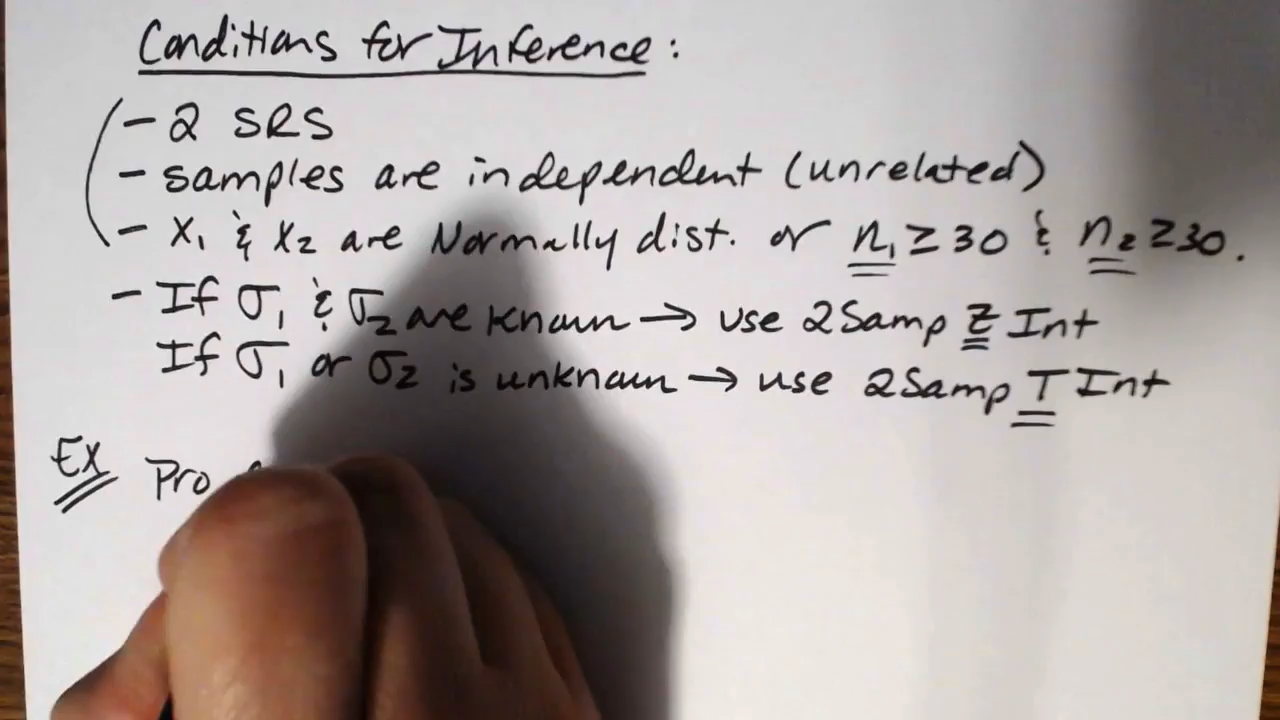 Conditions for Inference:
- 2 SRS
- samples are independent (unrelated)
- x₁ & x₂ are Normally dist. or n₁ ≥ 30 & n₂ ≥ 30.
- If σ₁ & σ₂ are known → use 2Samp Z Int
If σ₁ or σ₂ is unknown → use 2Samp T Int
Ex Pro